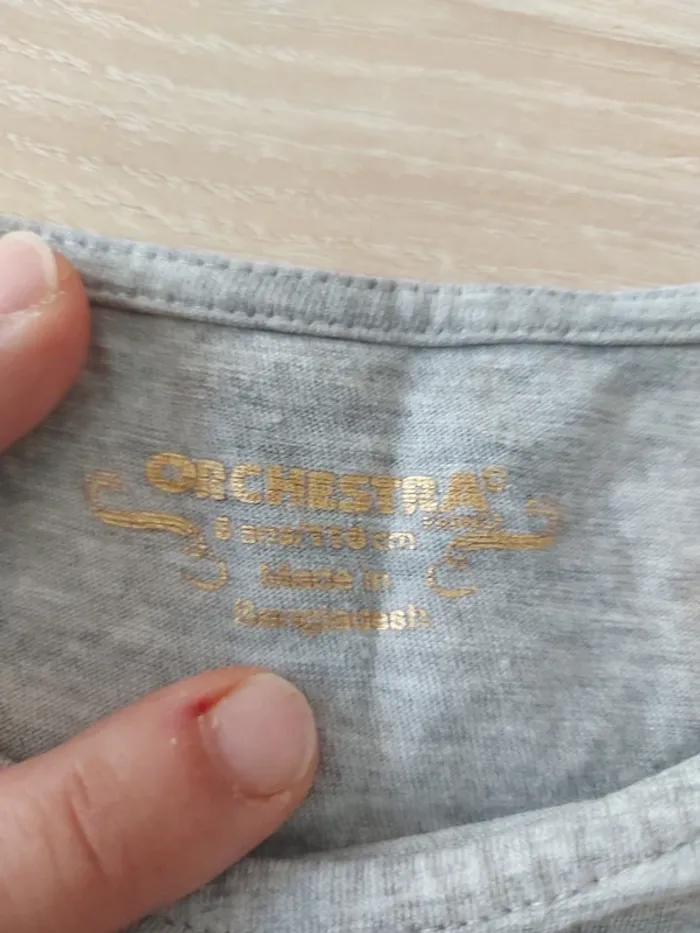 ORCHESTRA®
6 ans/116 cm
Made in
Bangladesh